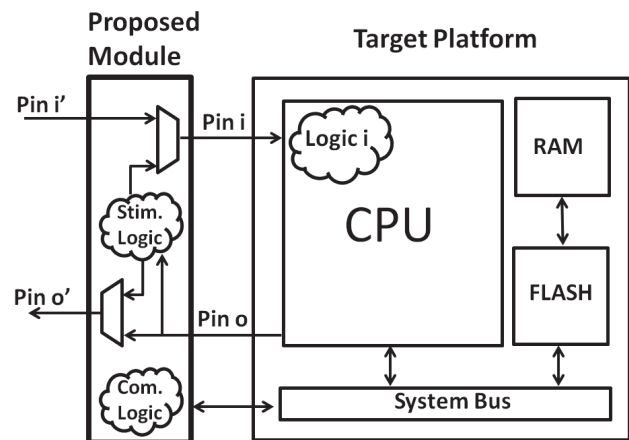 Proposed
Module
Target Platform
Pin i’
Pin i
Logic i
RAM
CPU
Stim.
Logic
FLASH
Pin o’
Pin o
Com.
Logic
System Bus